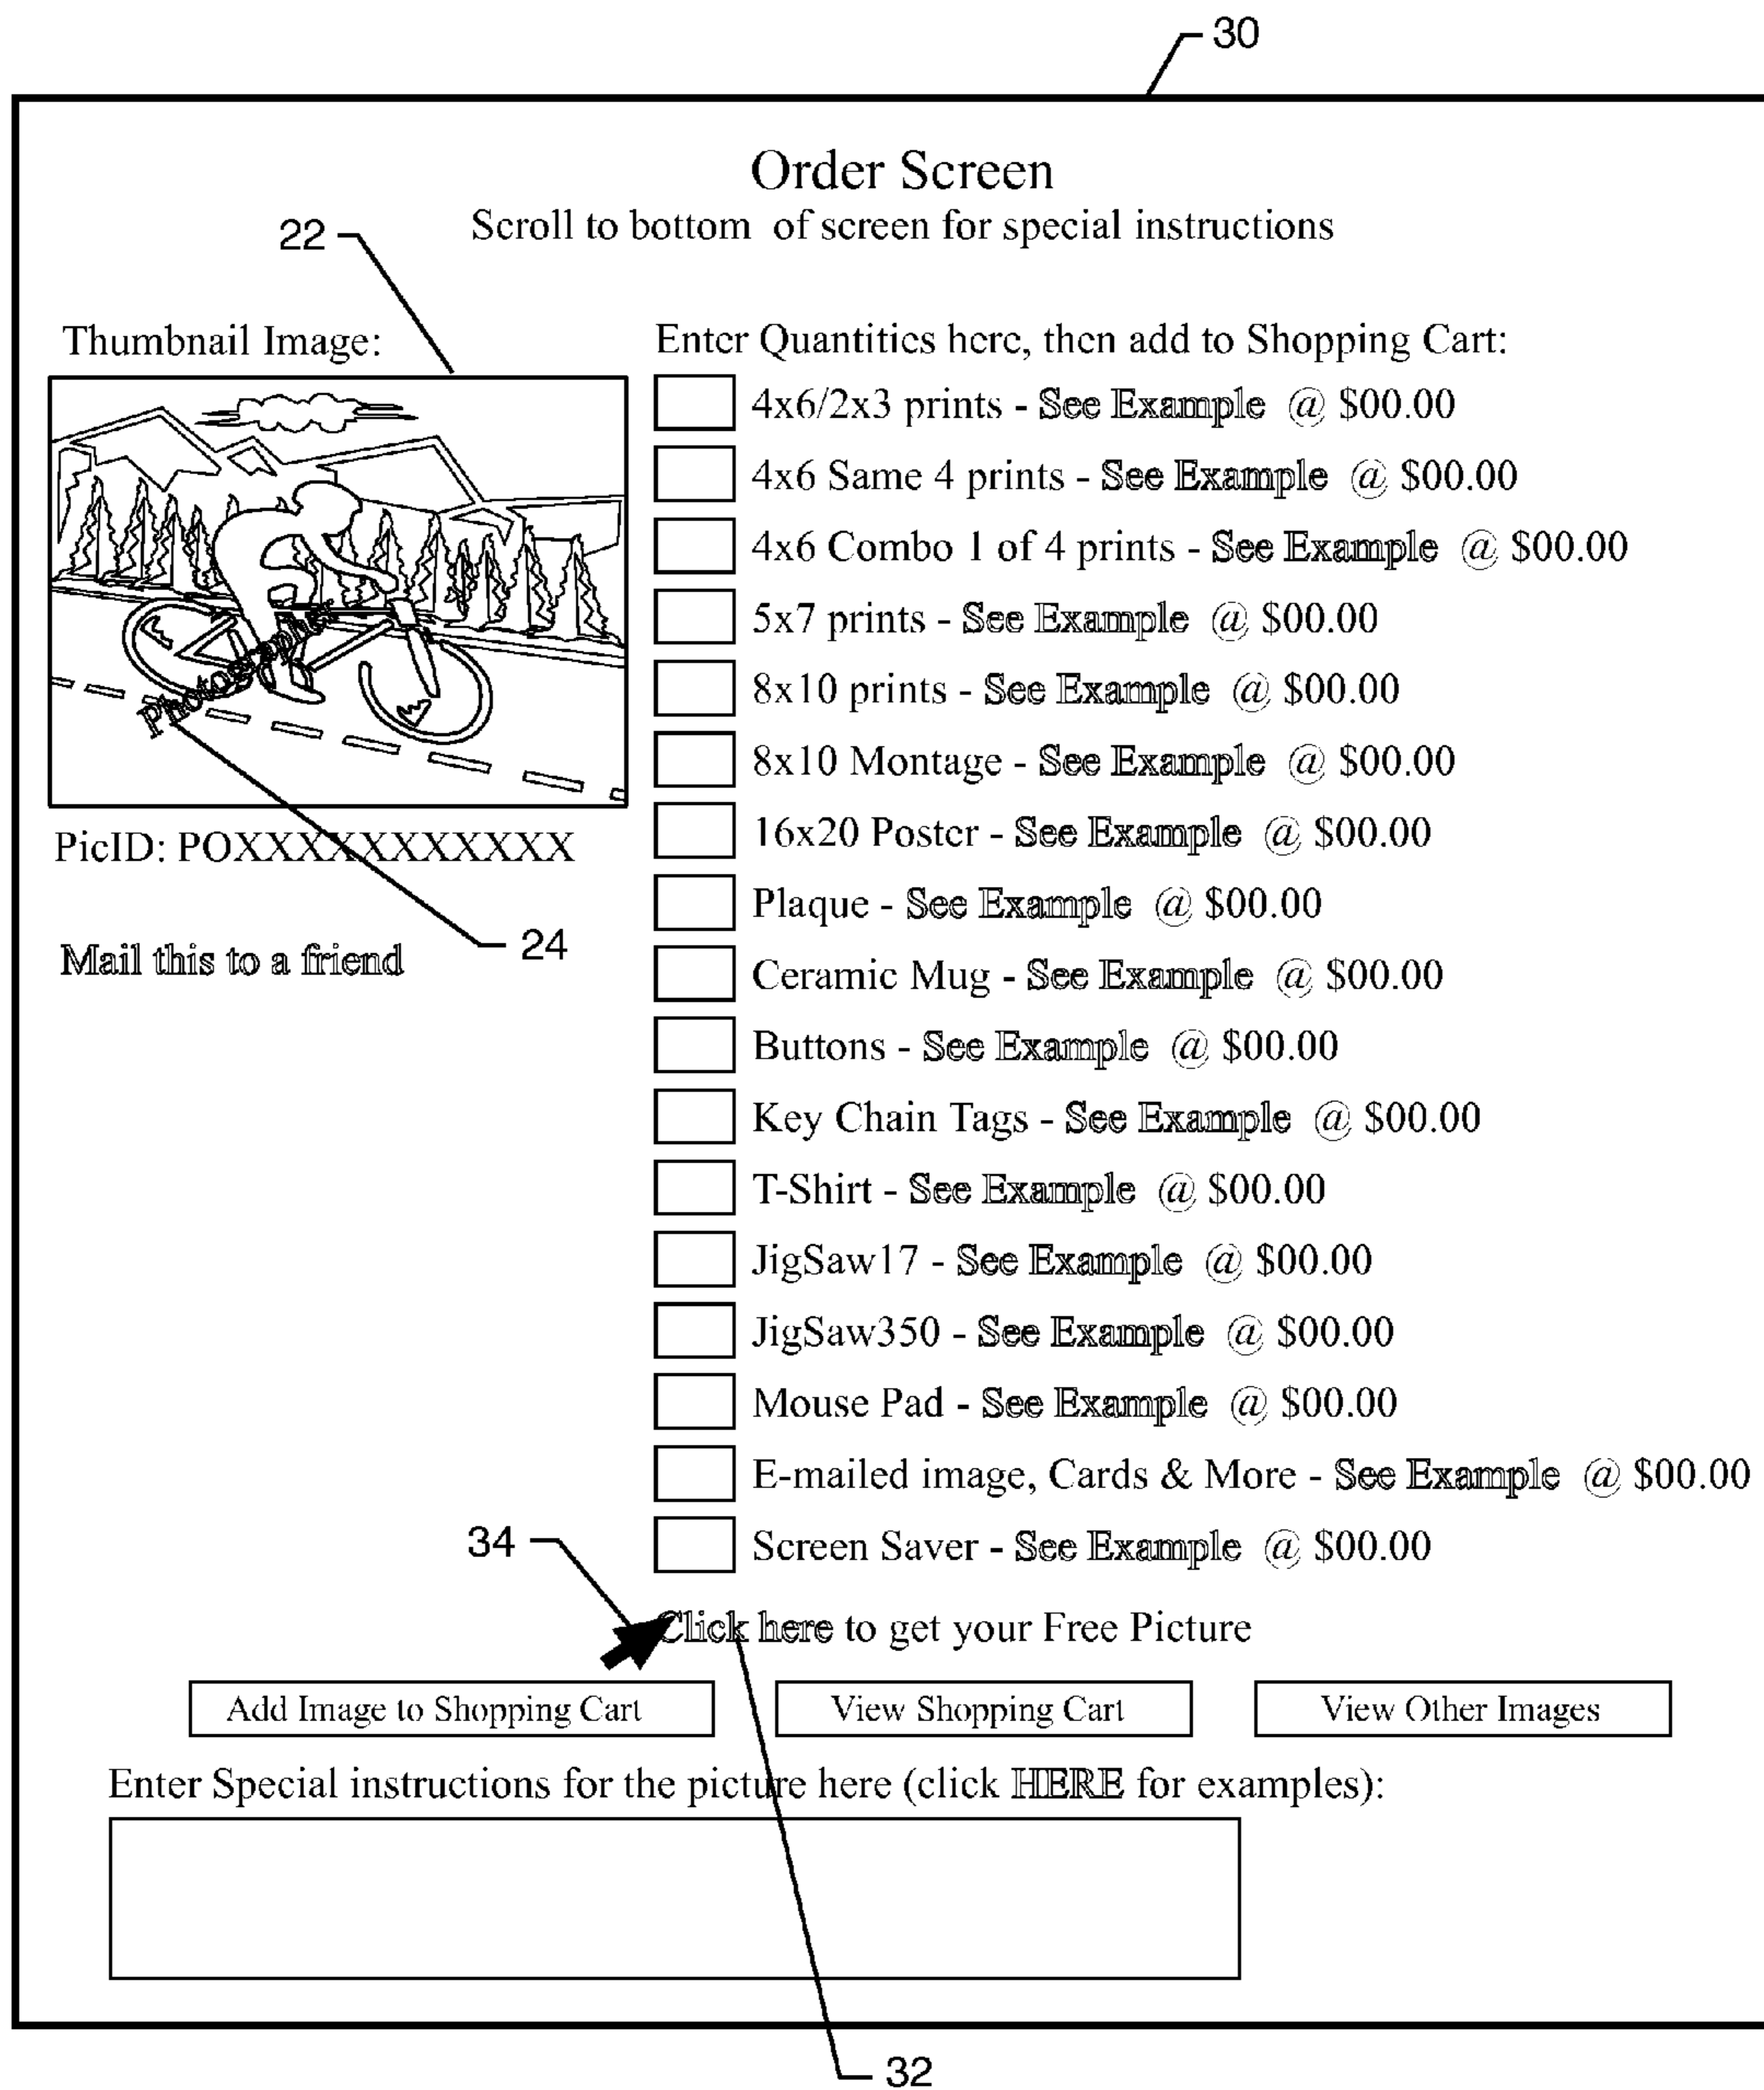 30
Order Screen
Scroll to bottom of screen for special instructions
22
Thumbnail Image:
Photographer
PicID: POXXXXXXXXXXXX
24
Mail this to a friend
Enter Quantities here, then add to Shopping Cart:
4x6/2x3 prints - See Example @ $00.00
4x6 Same 4 prints - See Example @ $00.00
4x6 Combo 1 of 4 prints - See Example @ $00.00
5x7 prints - See Example @ $00.00
8x10 prints - See Example @ $00.00
8x10 Montage - See Example @ $00.00
16x20 Poster - See Example @ $00.00
Plaque - See Example @ $00.00
Ceramic Mug - See Example @ $00.00
Buttons - See Example @ $00.00
Key Chain Tags - See Example @ $00.00
T-Shirt - See Example @ $00.00
JigSaw17 - See Example @ $00.00
JigSaw350 - See Example @ $00.00
Mouse Pad - See Example @ $00.00
E-mailed image, Cards & More - See Example @ $00.00
Screen Saver - See Example @ $00.00
34
Click here to get your Free Picture
Add Image to Shopping Cart
View Shopping Cart
View Other Images
Enter Special instructions for the picture here (click HERE for examples):
32